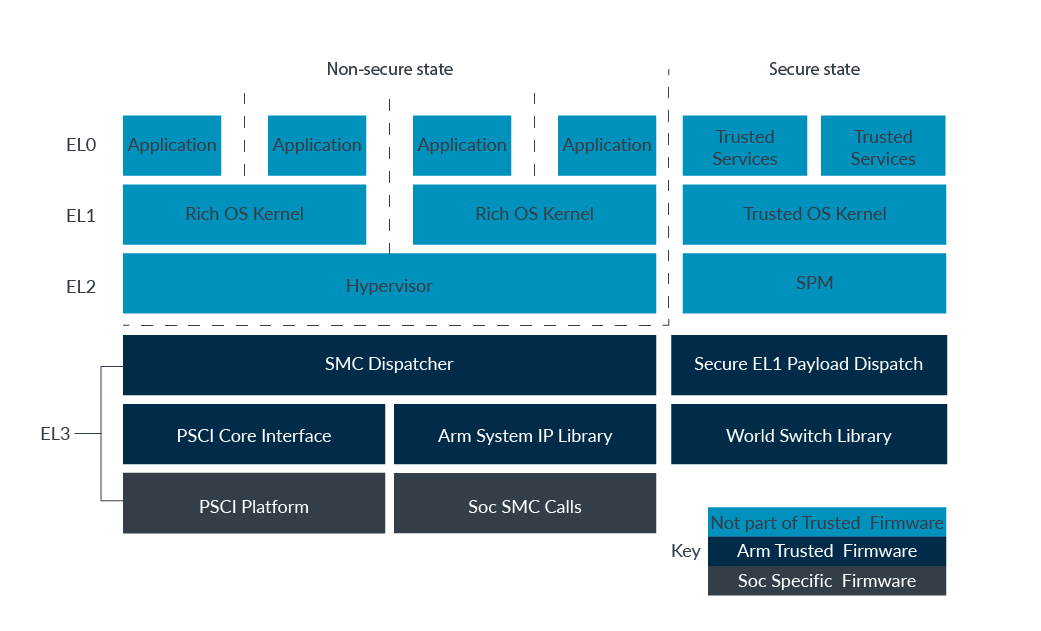 Non-secure state
Secure state
EL0
Application
Application
Application
Application
Trusted
Services
Trusted
Services
EL1
Rich OS Kernel
Rich OS Kernel
Trusted OS Kernel
EL2
Hypervisor
SPM
SMC Dispatcher
Secure EL1 Payload Dispatch
EL3
PSCI Core Interface
Arm System IP Library
World Switch Library
PSCI Platform
Soc SMC Calls
Key
Not part of Trusted Firmware
Arm Trusted Firmware
Soc Specific Firmware